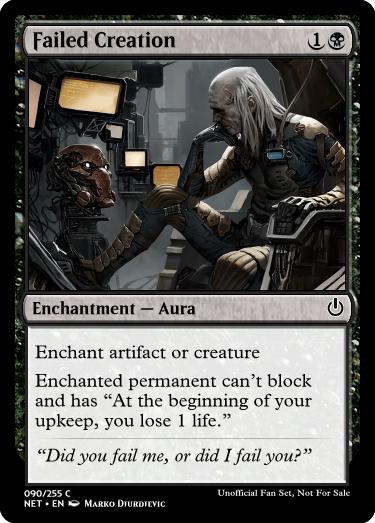 Failed Creation 1
Enchantment — Aura
Enchant artifact or creature
Enchanted permanent can't block
and has “At the beginning of your
upkeep, you lose 1 life.”
“Did you fail me, or did I fail you?”
090/255 C
NET • EN Marko Djurdjevic
Unofficial Fan Set, Not For Sale